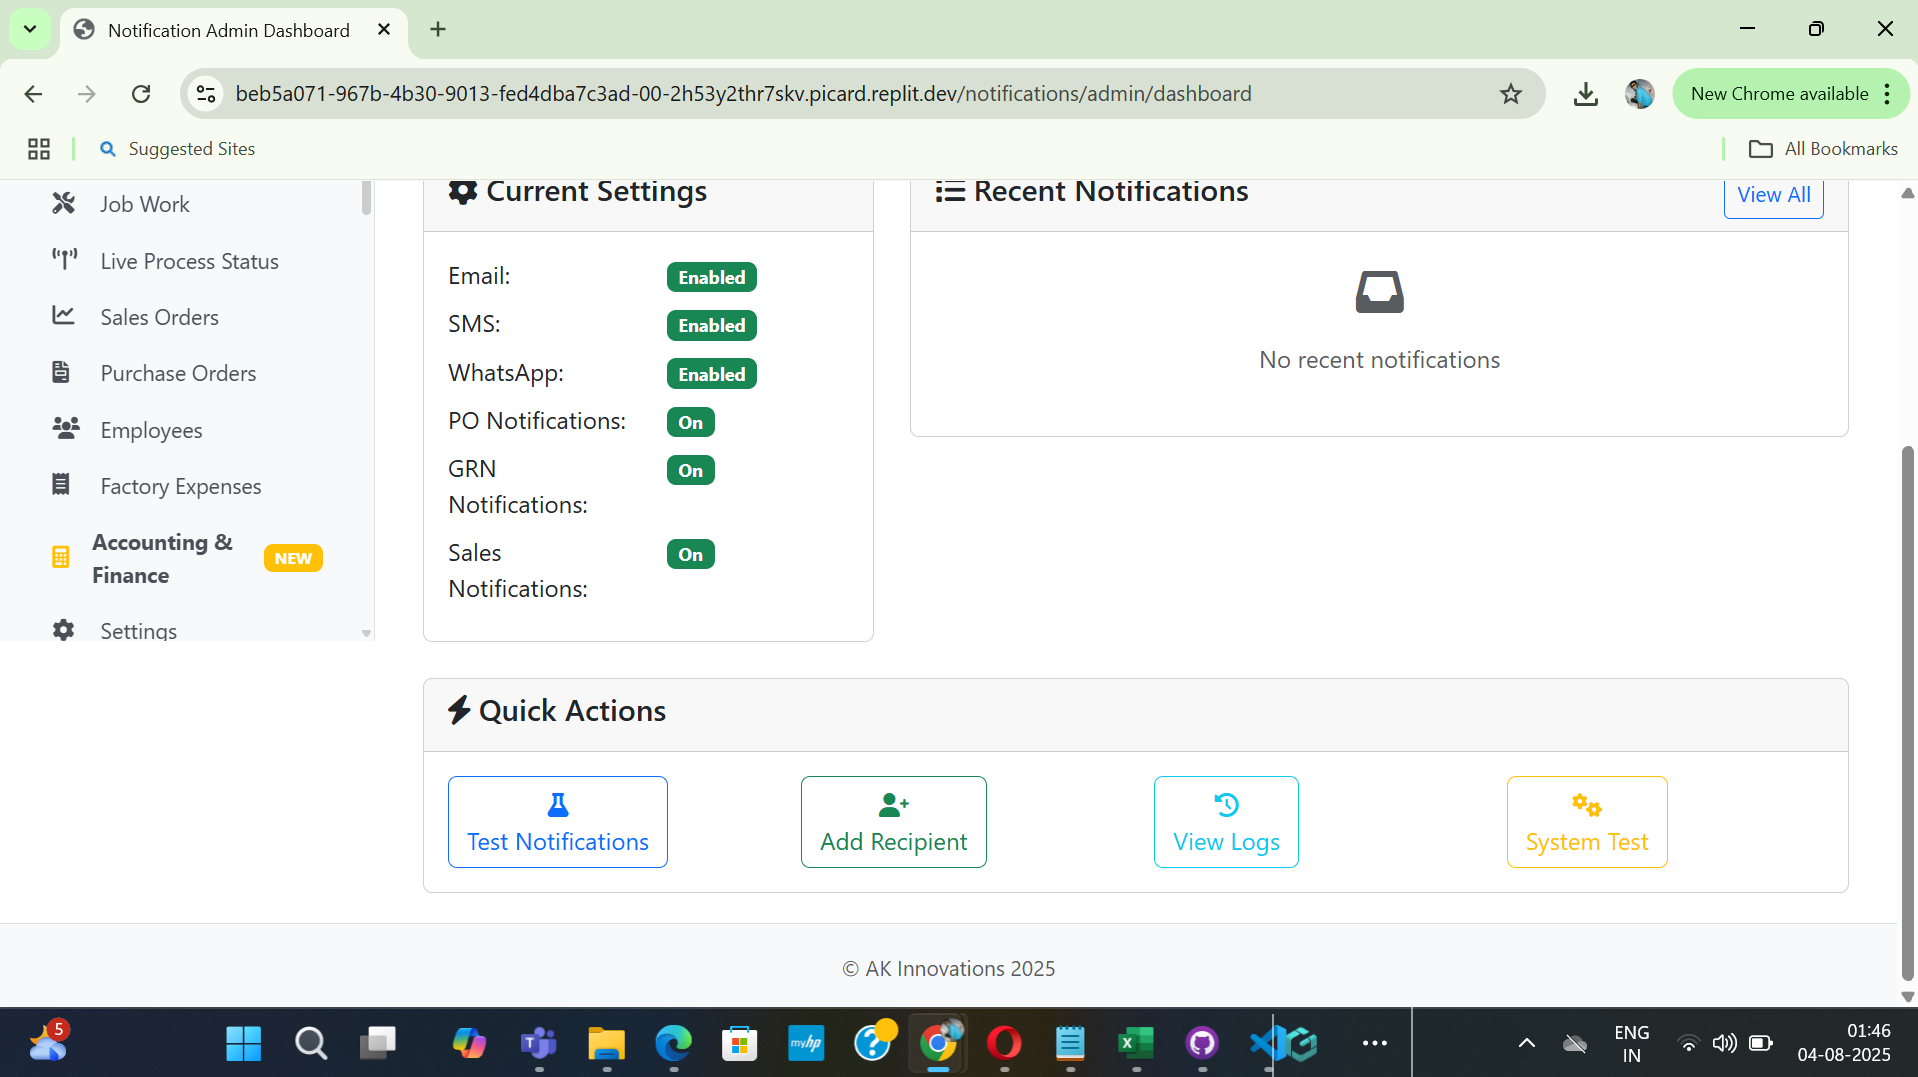 Notification Admin Dashboard
beb5a071-967b-4b30-9013-fed4dba7c3ad-00-2h53y2thr7skv.picard.replit.dev/notifications/admin/dashboard
New Chrome available
Suggested Sites
All Bookmarks
Job Work
Live Process Status
Sales Orders
Purchase Orders
Employees
Factory Expenses
Accounting &
Finance
NEW
Settings
Current Settings
Email: Enabled
SMS: Enabled
WhatsApp: Enabled
PO Notifications: On
GRN
Notifications:
On
Sales
Notifications:
On
Recent Notifications
View All
No recent notifications
Quick Actions
Test Notifications
Add Recipient
View Logs
System Test
© AK Innovations 2025
5
myhp
ENG
IN
01:46
04-08-2025